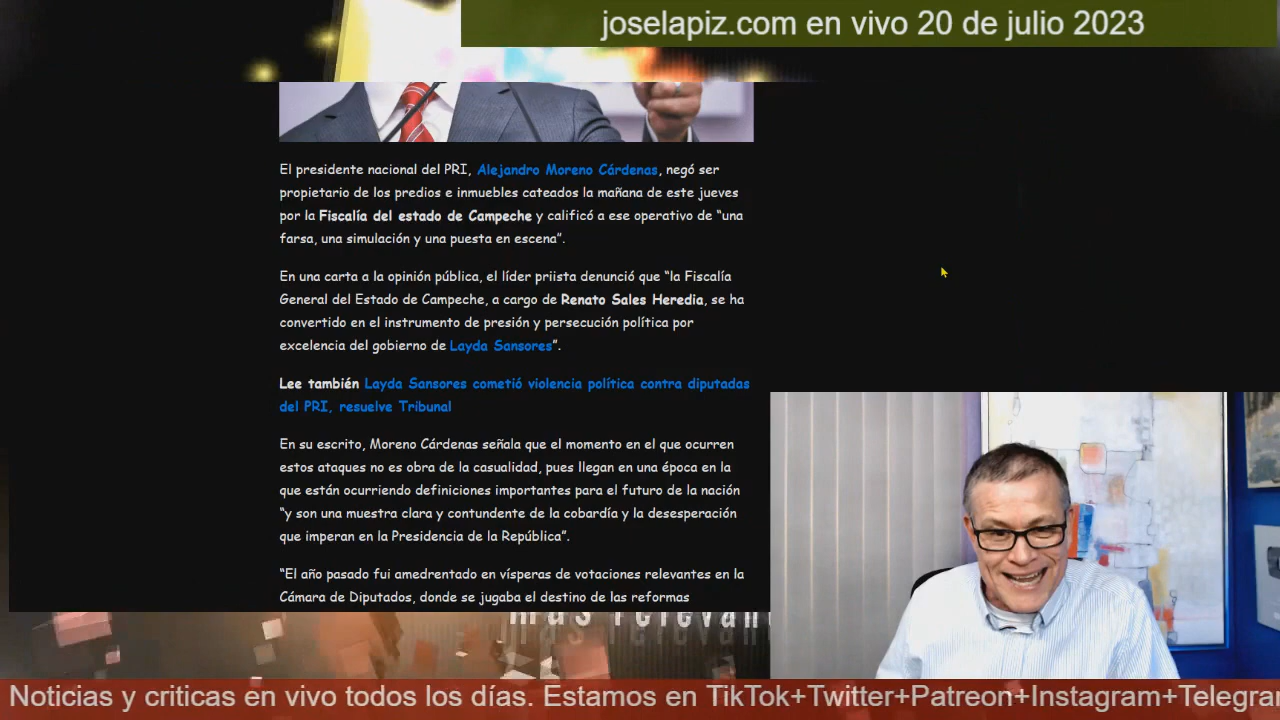 joselapiz.com en vivo 20 de julio 2023
El presidente nacional del PRI, Alejandro Moreno Cárdenas, negó ser
propietario de los predios e inmuebles cateados la mañana de este jueves
por la Fiscalía del estado de Campeche y calificó a ese operativo de “una
farsa, una simulación y una puesta en escena”.
En una carta a la opinión pública, el líder priista denunció que “la Fiscalía
General del Estado de Campeche, a cargo de Renato Sales Heredia, se ha
convertido en el instrumento de presión y persecución política por
excelencia del gobierno de Layda Sansores”.
Lee también Layda Sansores cometió violencia política contra diputadas
del PRI, resuelve Tribunal
En su escrito, Moreno Cárdenas señala que el momento en el que ocurren
estos ataques no es obra de la casualidad, pues llegan en una época en la
que están ocurriendo definiciones importantes para el futuro de la nación
“y son una muestra clara y contundente de la cobardía y la desesperación
que imperan en la Presidencia de la República”.
“El año pasado fui amedrentado en vísperas de votaciones relevantes en la
Cámara de Diputados, donde se jugaba el destino de las reformas
Noticias y criticas en vivo todos los días. Estamos en TikTok+Twitter+Patreon+Instagram+Telegra